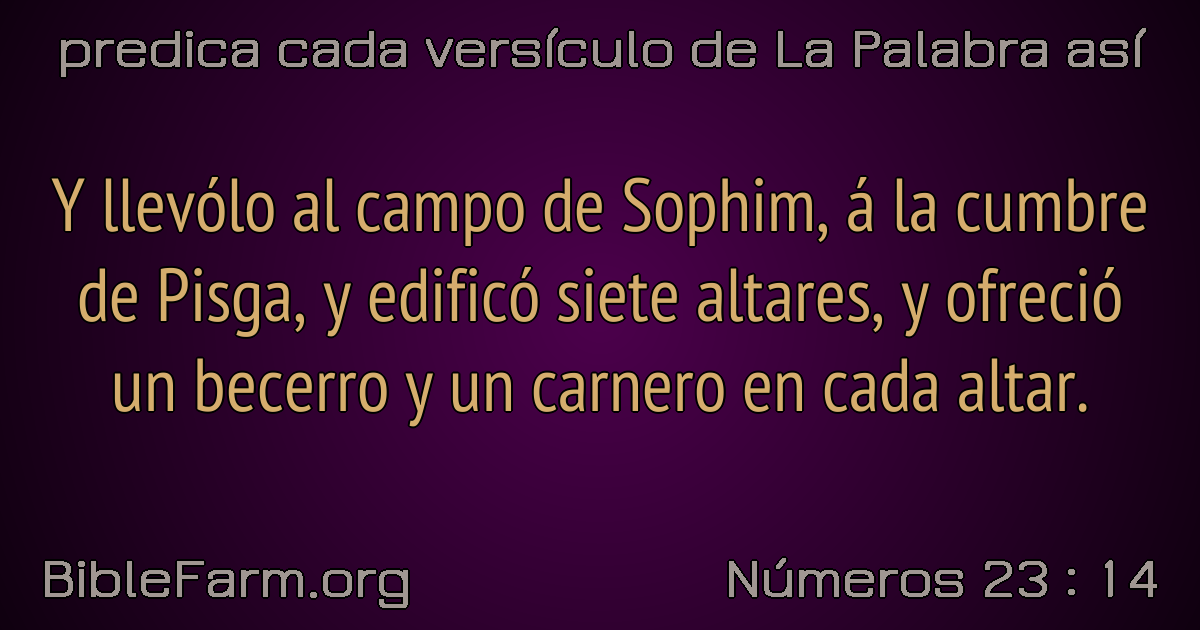 predica cada versículo de La Palabra así
Y llevólo al campo de Sophim, á la cumbre
de Pisga, y edificó siete altares, y ofreció
un becerro y un carnero en cada altar.
BibleFarm.org
Números 23 : 14